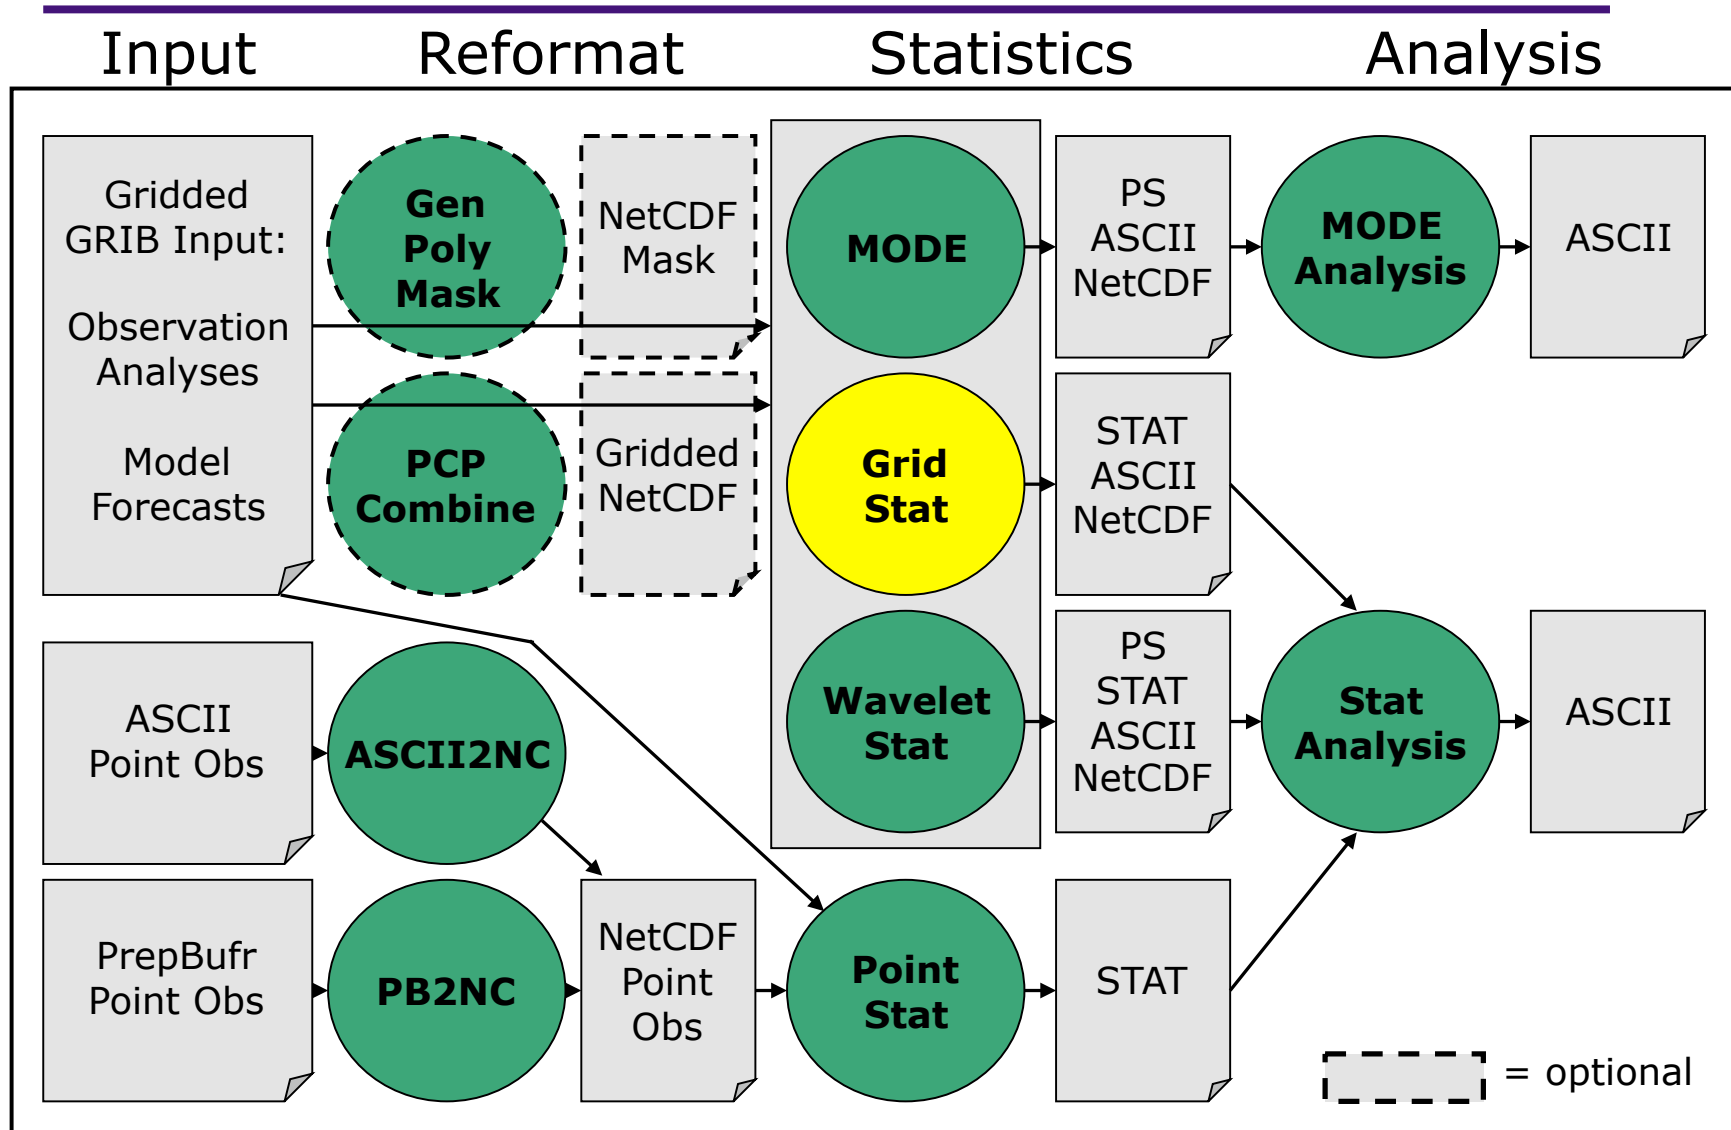 Input
Reformat
Statistics
Analysis
Gridded
GRIB Input:
Observation
Analyses
Model
Forecasts
Gen
Poly
Mask
NetCDF
Mask
MODE
PS
ASCII
NetCDF
MODE
Analysis
ASCII
PCP
Combine
Gridded
NetCDF
Grid
Stat
STAT
ASCII
NetCDF
Wavelet
Stat
PS
STAT
ASCII
NetCDF
Stat
Analysis
ASCII
ASCII
Point Obs
ASCII2NC
PrepBufr
Point Obs
PB2NC
NetCDF
Point
Obs
Point
Stat
STAT
= optional